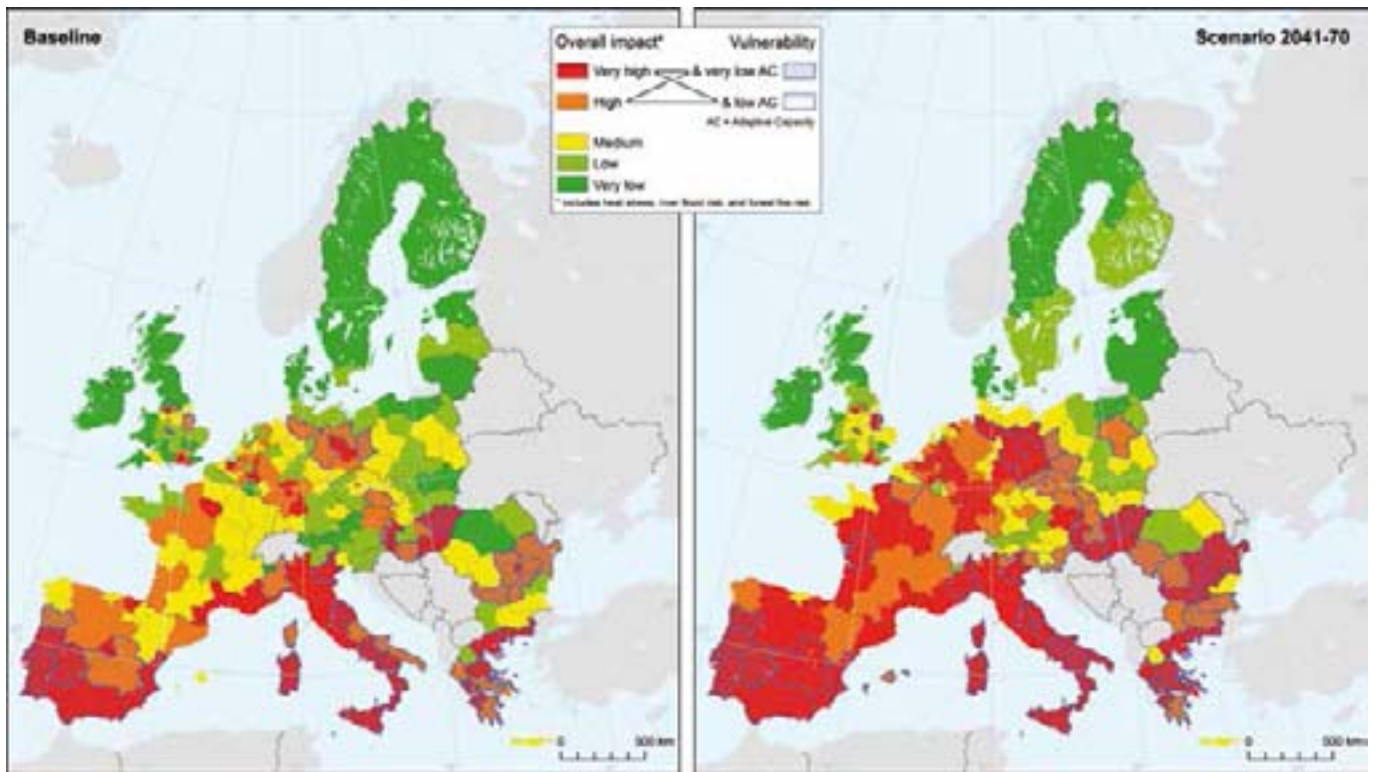 Baseline
Overall impact* Vulnerability
Very high & very low AC
High & low AC
AC = Adaptive Capacity
Medium
Low
Very low
* includes heat stress, river flood risk, and forest fire risk
Scenario 2041-70
0 500 km
0 500 km